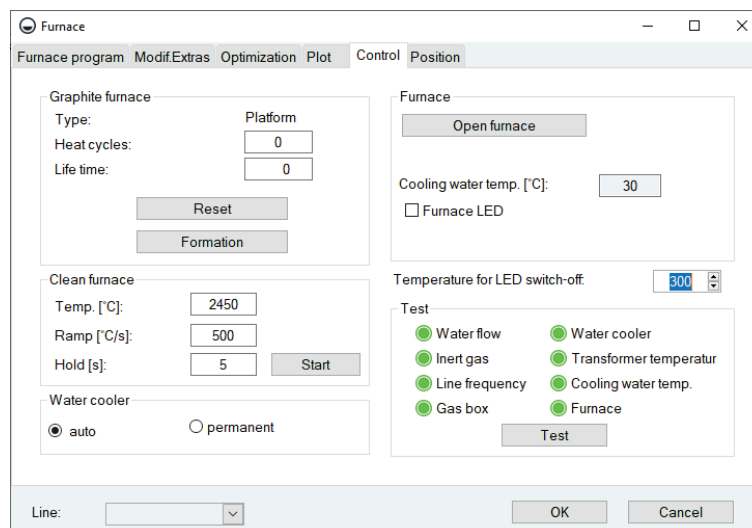 Furnace
Furnace program Modif.Extras Optimization Plot Control Position
Graphite furnace
Type: Platform
Heat cycles: 0
Life time: 0
Reset
Formation
Clean furnace
Temp. [°C]: 2450
Ramp [°C/s]: 500
Hold [s]: 5 Start
Water cooler
auto permanent
Furnace
Open furnace
Cooling water temp. [°C]: 30
Furnace LED
Temperature for LED switch-off: 300
Test
Water flow Water cooler
Inert gas Transformer temperatur
Line frequency Cooling water temp.
Gas box Furnace
Test
Line: OK Cancel